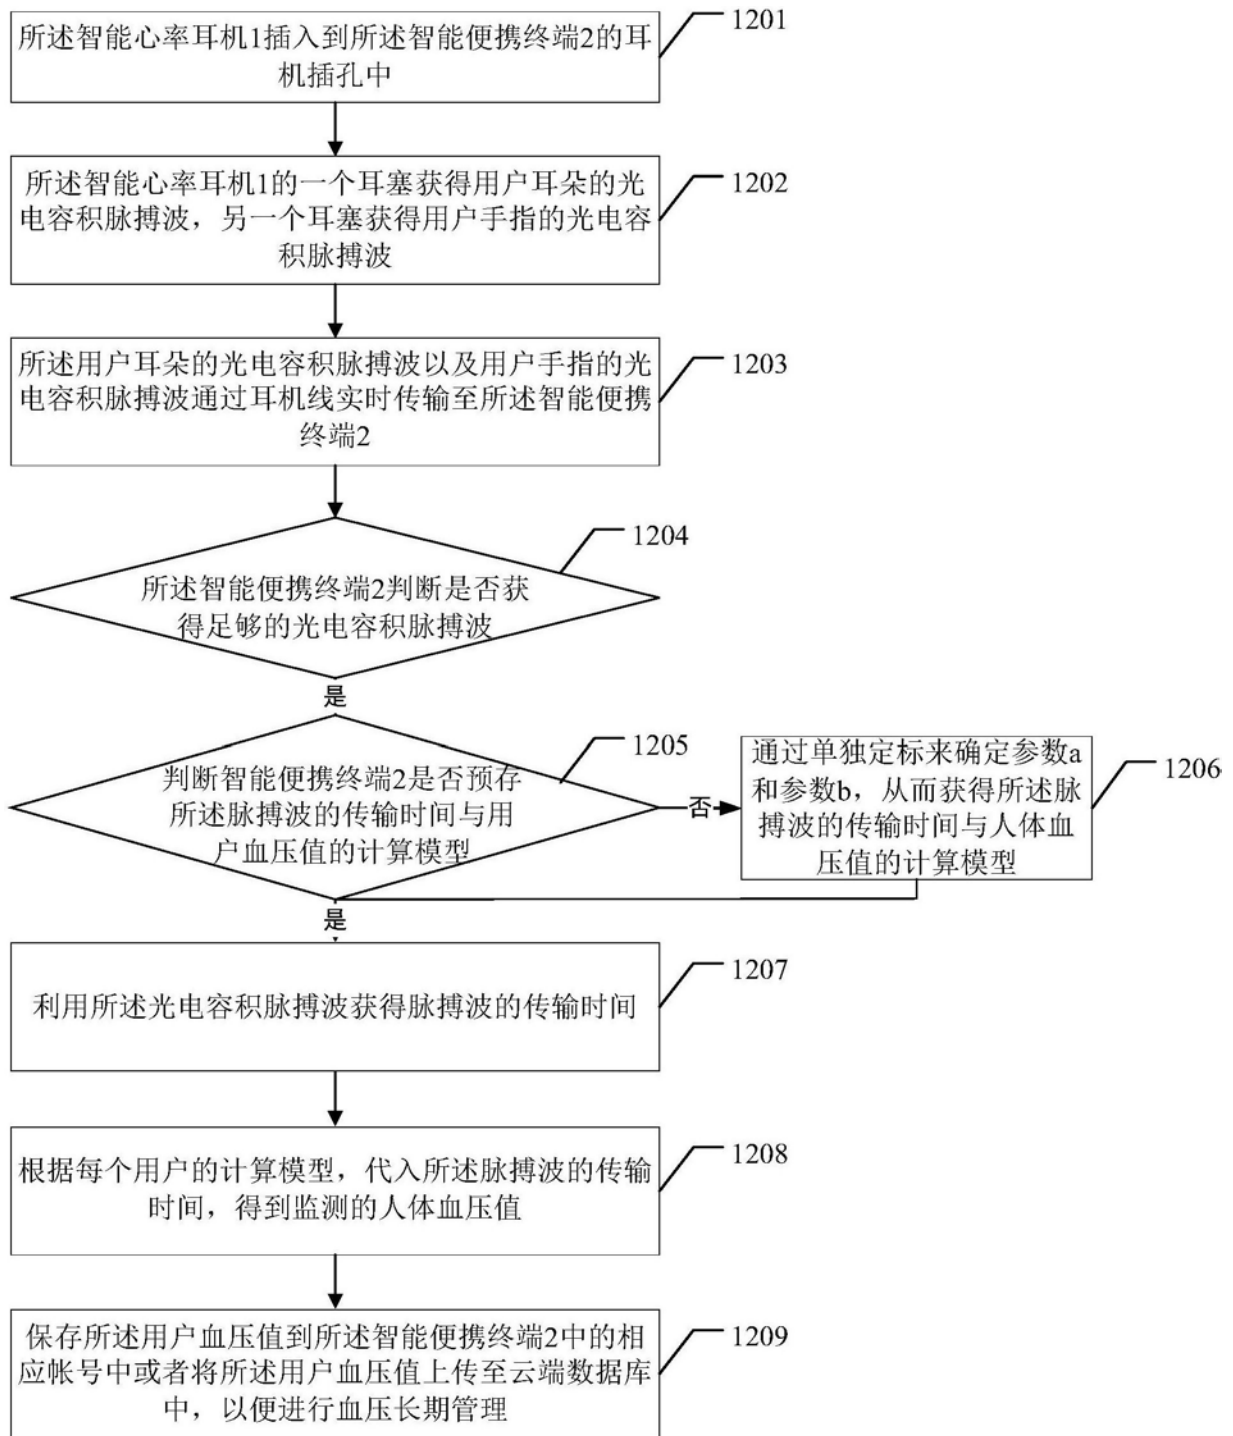 所述智能心率耳机1插入到所述智能便携终端2的耳
机插孔中
1201
所述智能心率耳机1的一个耳塞获得用户耳朵的光
电容积脉搏波，另一个耳塞获得用户手指的光电容
积脉搏波
1202
所述用户耳朵的光电容积脉搏波以及用户手指的光
电容积脉搏波通过耳机线实时传输至所述智能便携
终端2
1203
所述智能便携终端2判断是否获
得足够的光电容积脉搏波
1204
是
判断智能便携终端2是否预存
所述脉搏波的传输时间与用
户血压值的计算模型
1205
否
通过单独定标来确定参数a
和参数b，从而获得所述脉
搏波的传输时间与人体血
压值的计算模型
1206
是
利用所述光电容积脉搏波获得脉搏波的传输时间
1207
根据每个用户的计算模型，代入所述脉搏波的传输
时间，得到监测的人体血压值
1208
保存所述用户血压值到所述智能便携终端2中的相
应帐号中或者将所述用户血压值上传至云端数据库
中，以便进行血压长期管理
1209